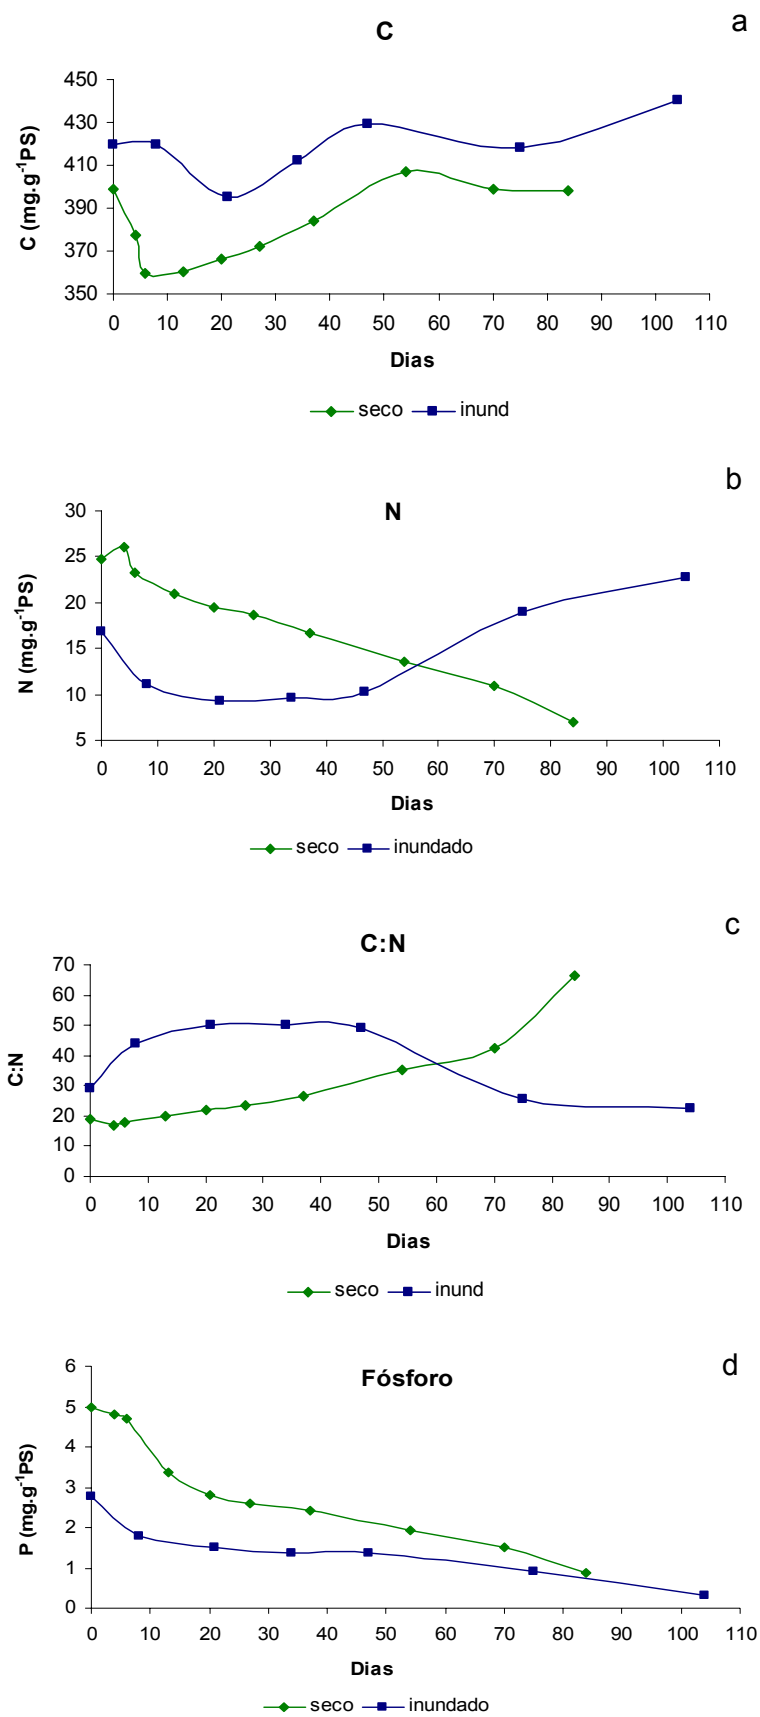 a
C
450
430
410
390
370
350
C (mg.g⁻¹PS)
0 10 20 30 40 50 60 70 80 90 100 110
Dias
seco inund
b
N
30
25
20
15
10
5
N (mg.g⁻¹PS)
0 10 20 30 40 50 60 70 80 90 100 110
Dias
seco inundado
c
C:N
70
60
50
40
30
20
10
0
C:N
0 10 20 30 40 50 60 70 80 90 100 110
Dias
seco inund
d
Fósforo
6
5
4
3
2
1
0
P (mg.g⁻¹PS)
0 10 20 30 40 50 60 70 80 90 100 110
Dias
seco inundado